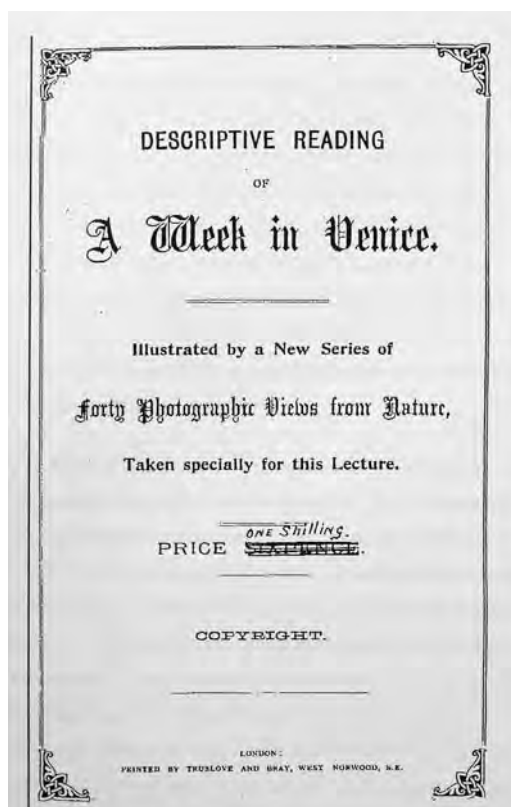 DESCRIPTIVE READING
OF
A Week in Venice.
Illustrated by a New Series of
Forty Photographic Views from Nature,
Taken specially for this Lecture.
ONE Shilling.
PRICE SIXPENCE.
COPYRIGHT.
LONDON:
PRINTED BY TRUSLOVE AND BRAY, WEST NORWOOD, S.E.